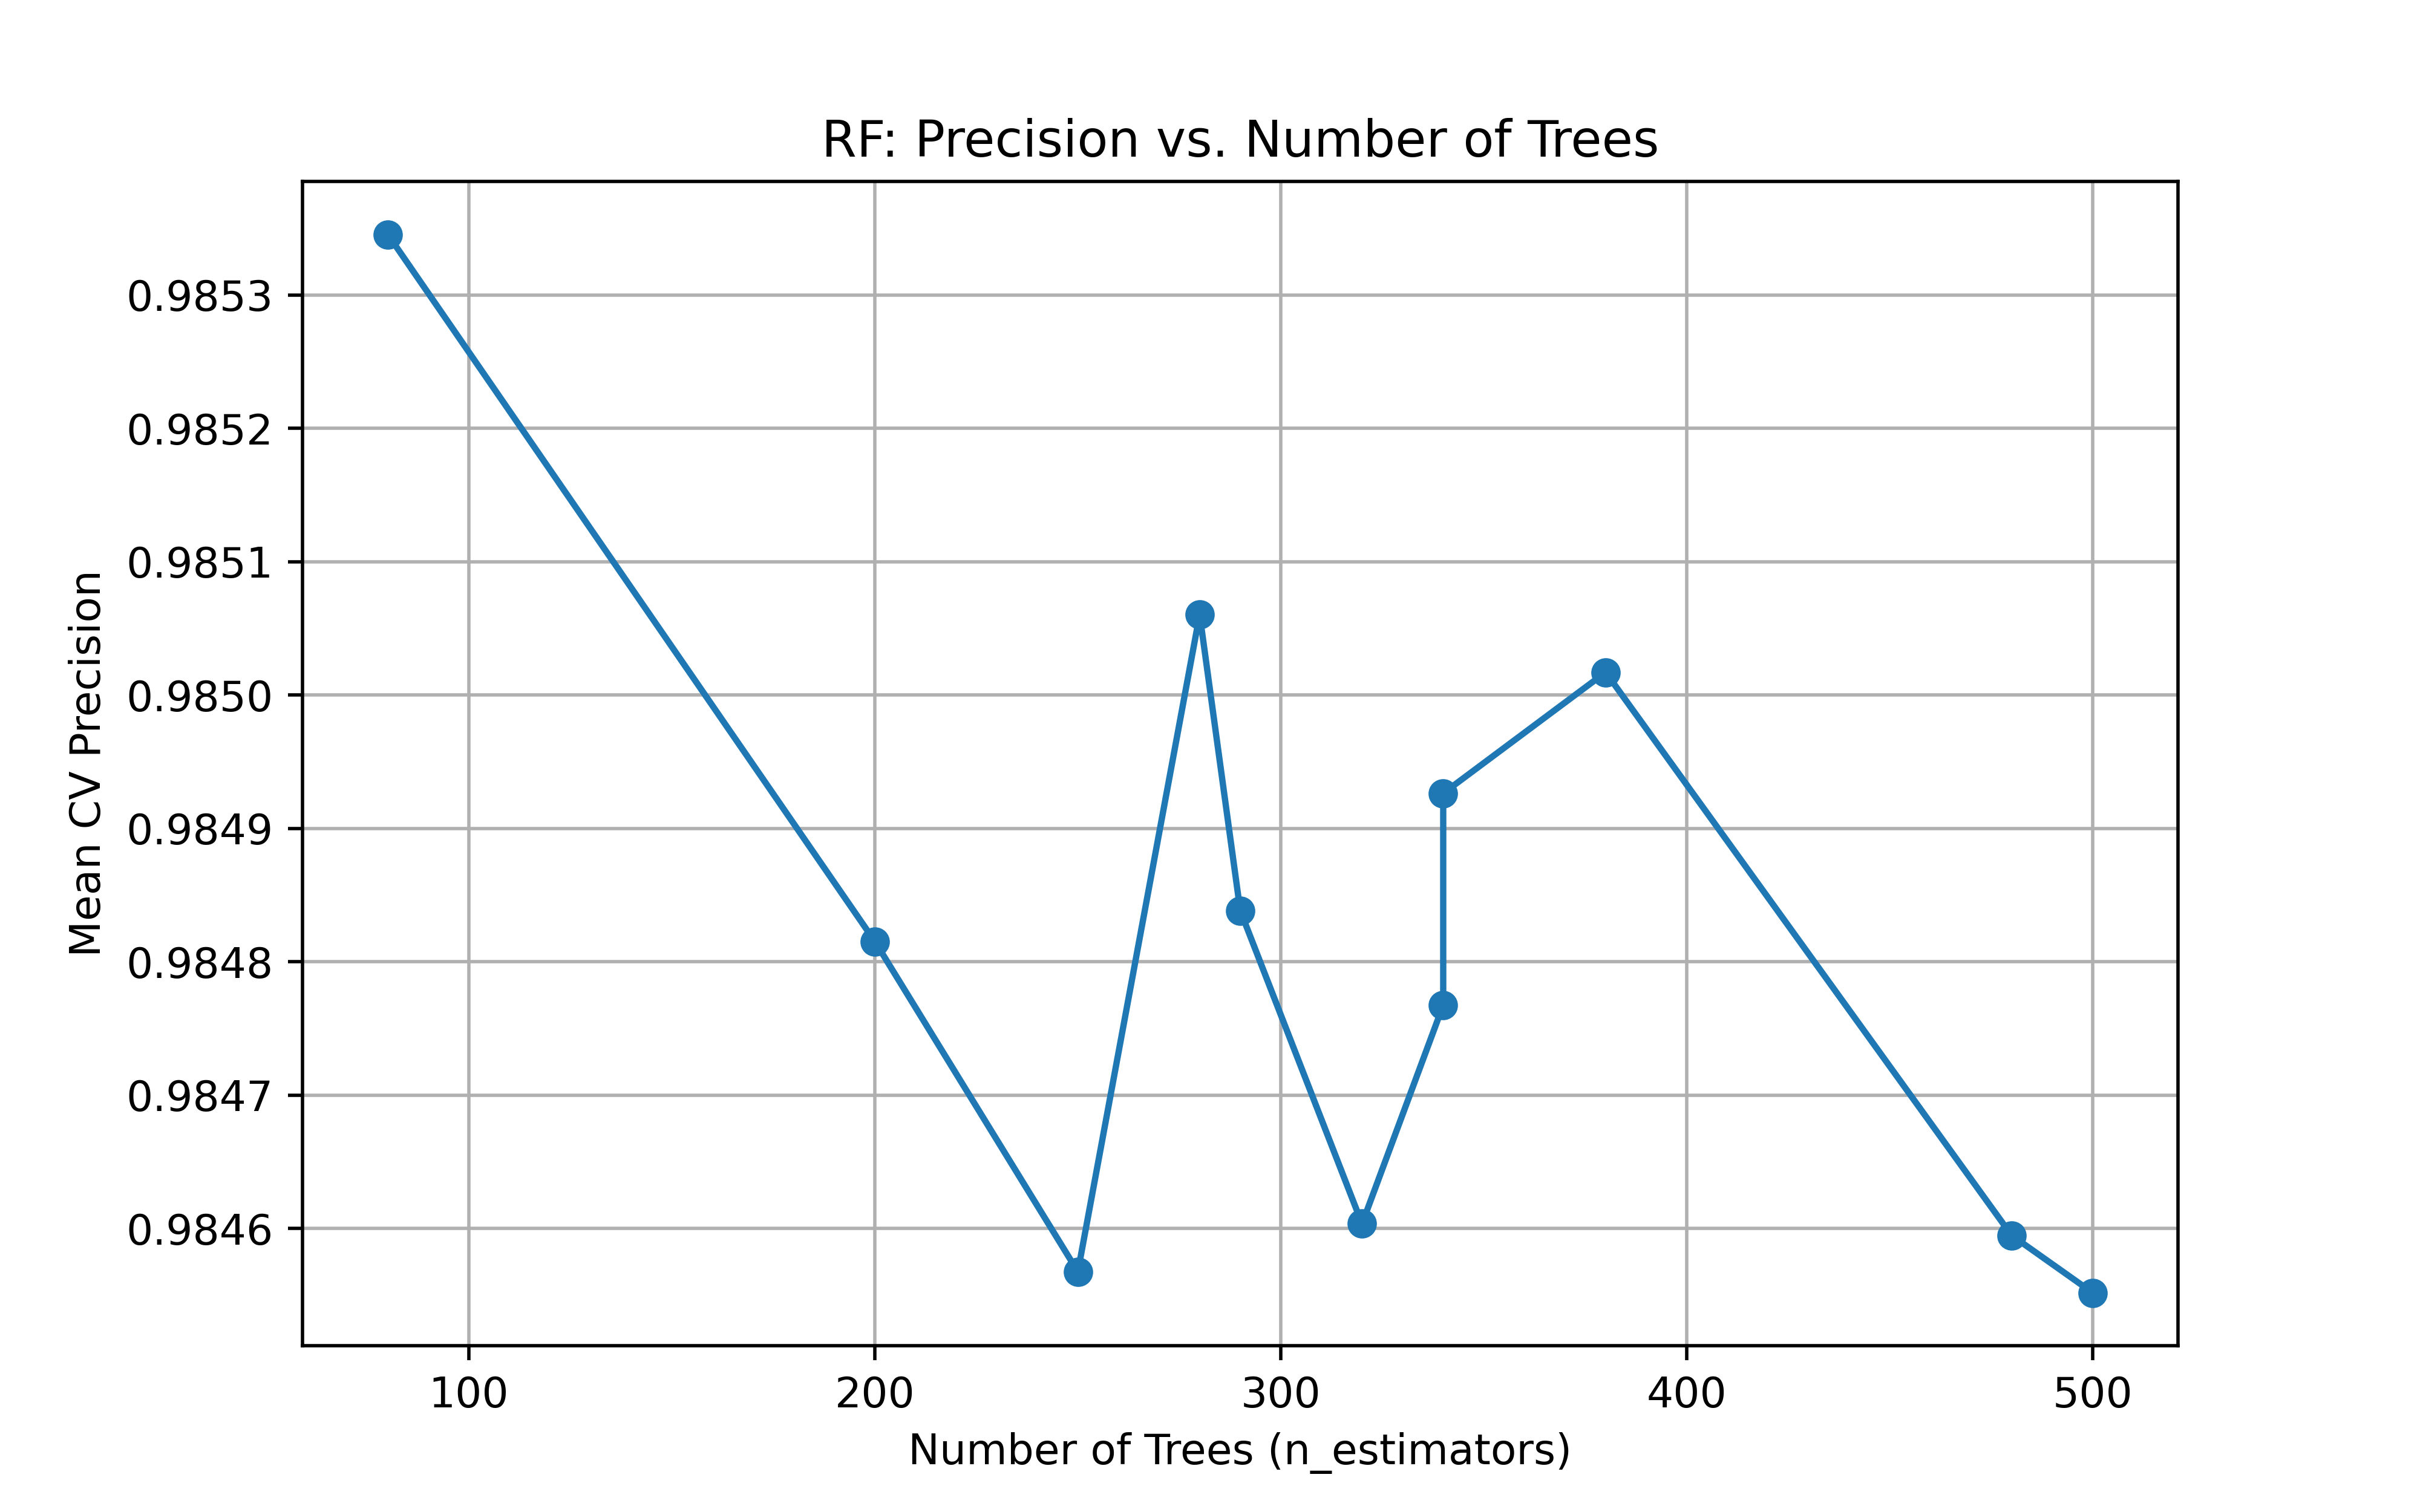 RF: Precision vs. Number of Trees
Mean CV Precision
0.9853
0.9852
0.9851
0.9850
0.9849
0.9848
0.9847
0.9846
100 200 300 400 500
Number of Trees (n_estimators)